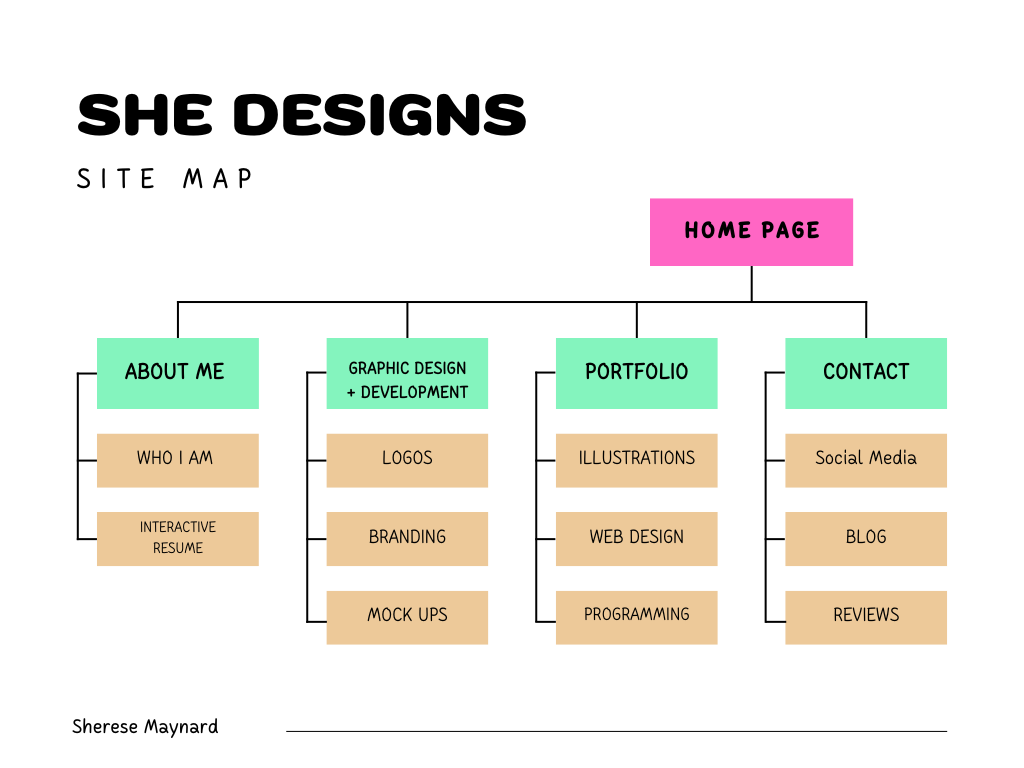 SHE DESIGNS
SITE MAP
HOME PAGE
ABOUT ME
WHO I AM
INTERACTIVE
RESUME
GRAPHIC DESIGN
+ DEVELOPMENT
LOGOS
BRANDING
MOCK UPS
PORTFOLIO
ILLUSTRATIONS
WEB DESIGN
PROGRAMMING
CONTACT
Social Media
BLOG
REVIEWS
Sherese Maynard